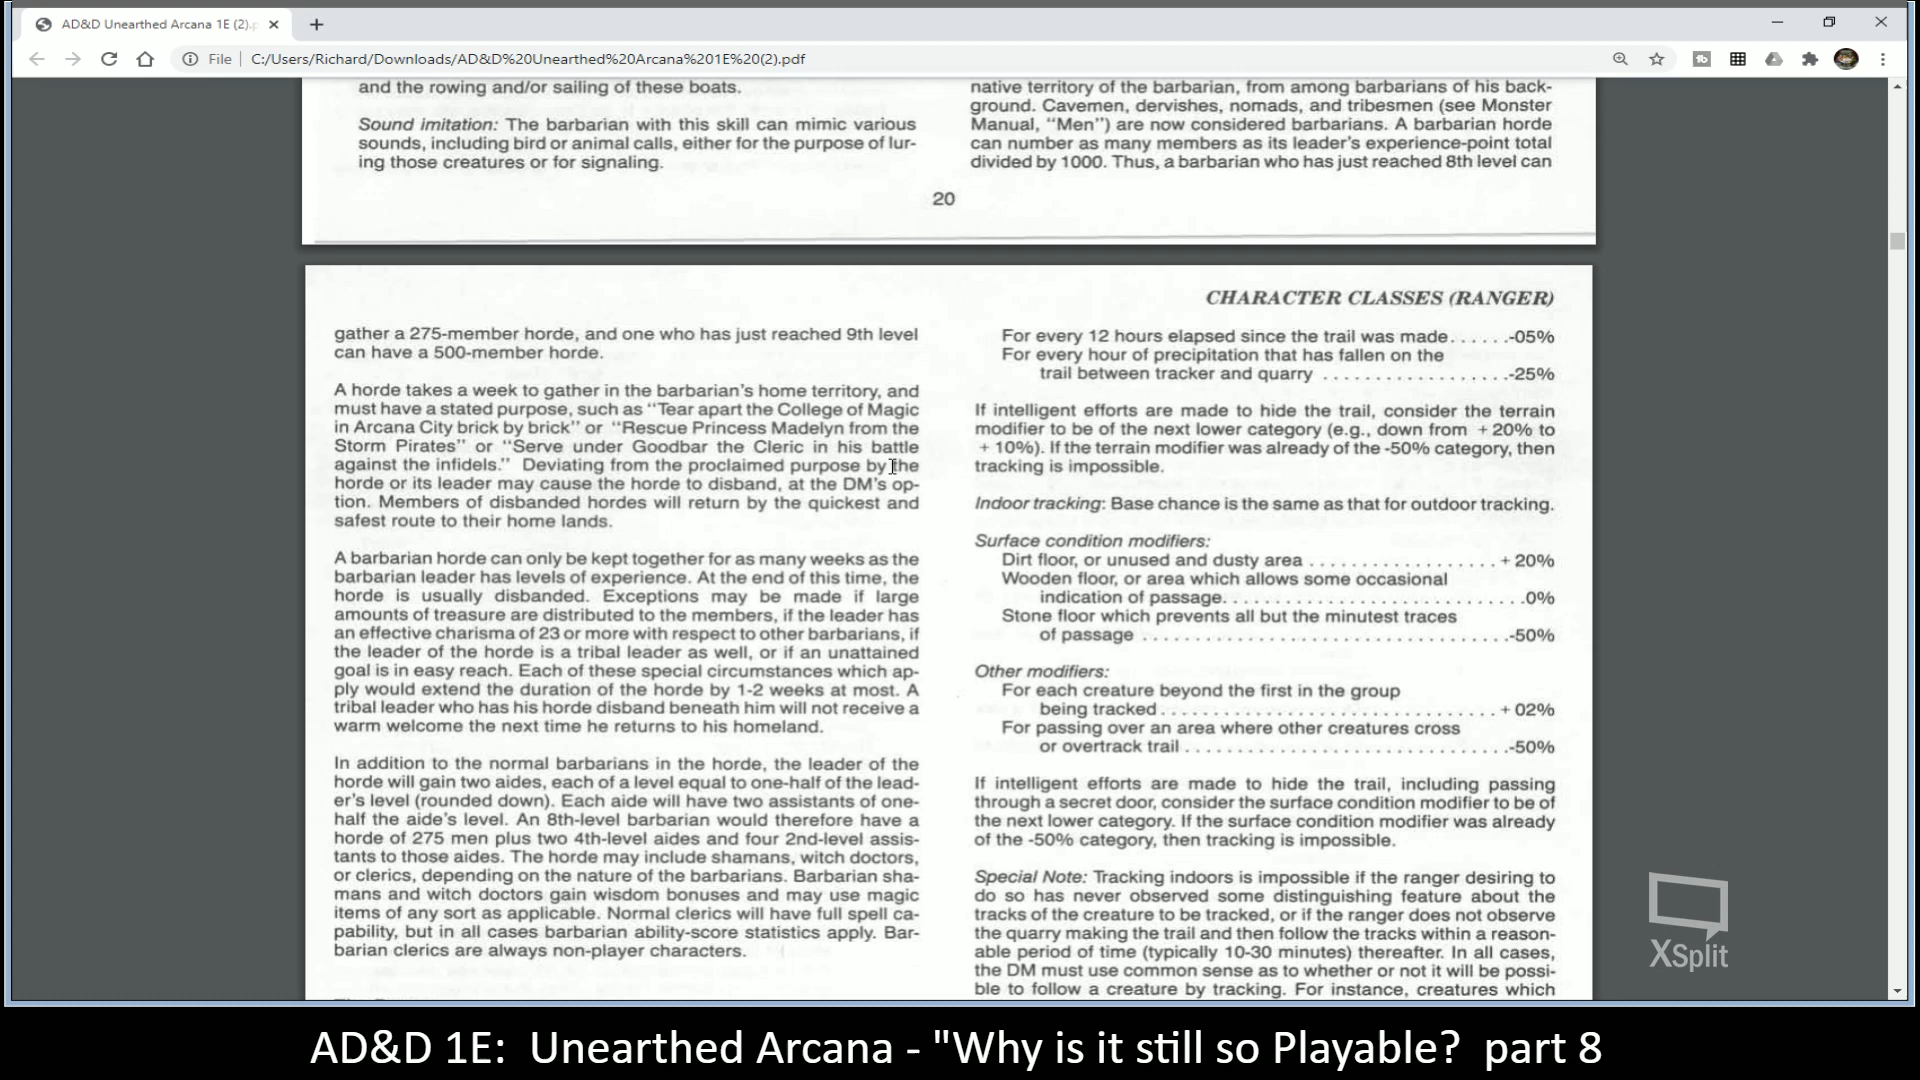 AD&D Unearthed Arcana 1E (2).p
File
C:/Users/Richard/Downloads/AD&D%20Unearthed%20Arcana%201E%20(2).pdf
and the rowing and/or sailing of these boats.
Sound imitation: The barbarian with this skill can mimic various
sounds, including bird or animal calls, either for the purpose of lur-
ing those creatures or for signaling.
native territory of the barbarian, from among barbarians of his back-
ground. Cavemen, dervishes, nomads, and tribesmen (see Monster
Manual, "Men") are now considered barbarians. A barbarian horde
can number as many members as its leader's experience-point total
divided by 1000. Thus, a barbarian who has just reached 8th level can
20
gather a 275-member horde, and one who has just reached 9th level
can have a 500-member horde.
A horde takes a week to gather in the barbarian's home territory, and
must have a stated purpose, such as "Tear apart the College of Magic
in Arcana City brick by brick" or "Rescue Princess Madelyn from the
Storm Pirates" or "Serve under Goodbar the Cleric in his battle
against the infidels." Deviating from the proclaimed purpose by the
horde or its leader may cause the horde to disband, at the DM's op-
tion. Members of disbanded hordes will return by the quickest and
safest route to their home lands.
A barbarian horde can only be kept together for as many weeks as the
barbarian leader has levels of experience. At the end of this time, the
horde is usually disbanded. Exceptions may be made if large
amounts of treasure are distributed to the members, if the leader has
an effective charisma of 23 or more with respect to other barbarians, if
the leader of the horde is a tribal leader as well, or if an unattained
goal is in easy reach. Each of these special circumstances which ap-
ply would extend the duration of the horde by 1-2 weeks at most. A
tribal leader who has his horde disband beneath him will not receive a
warm welcome the next time he returns to his homeland.
In addition to the normal barbarians in the horde, the leader of the
horde will gain two aides, each of a level equal to one-half of the lead-
er's level (rounded down). Each aide will have two assistants of one-
half the aide's level. An 8th-level barbarian would therefore have a
horde of 275 men plus two 4th-level aides and four 2nd-level assis-
tants to those aides. The horde may include shamans, witch doctors,
or clerics, depending on the nature of the barbarians. Barbarian sha-
mans and witch doctors gain wisdom bonuses and may use magic
items of any sort as applicable. Normal clerics will have full spell ca-
pability, but in all cases barbarian ability-score statistics apply. Bar-
barian clerics are always non-player characters.
CHARACTER CLASSES (RANGER)
For every 12 hours elapsed since the trail was made......-05%
For every hour of precipitation that has fallen on the
trail between tracker and quarry .................-25%
If intelligent efforts are made to hide the trail, consider the terrain
modifier to be of the next lower category (e.g., down from +20% to
+10%). If the terrain modifier was already of the -50% category, then
tracking is impossible.
Indoor tracking: Base chance is the same as that for outdoor tracking.
Surface condition modifiers:
Dirt floor, or unused and dusty area .................+20%
Wooden floor, or area which allows some occasional
indication of passage...........................0%
Stone floor which prevents all but the minutest traces
of passage .................................-50%
Other modifiers:
For each creature beyond the first in the group
being tracked..............................+02%
For passing over an area where other creatures cross
or overtrack trail.............................-50%
If intelligent efforts are made to hide the trail, including passing
through a secret door, consider the surface condition modifier to be of
the next lower category. If the surface condition modifier was already
of the -50% category, then tracking is impossible.
Special Note: Tracking indoors is impossible if the ranger desiring to
do so has never observed some distinguishing feature about the
tracks of the creature to be tracked, or if the ranger does not observe
the quarry making the trail and then follow the tracks within a reason-
able period of time (typically 10-30 minutes) thereafter. In all cases,
the DM must use common sense as to whether or not it will be possi-
ble to follow a creature by tracking. For instance, creatures which
XSplit
AD&D 1E: Unearthed Arcana - "Why is it still so Playable? part 8